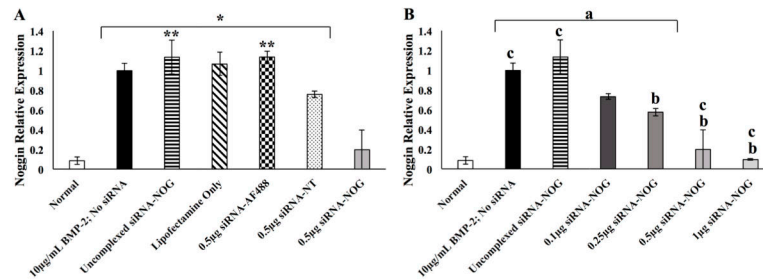 A
*
Noggin Relative Expression
1.4
1.2
1
0.8
0.6
0.4
0.2
0
**
**
Normal
10µg/mL BMP-2; No siRNA
Uncomplexed siRNA-NOG
Lipofectamine Only
0.5µg siRNA-AF488
0.5µg siRNA-NT
0.5µg siRNA-NOG
B
a
Noggin Relative Expression
1.4
1.2
1
0.8
0.6
0.4
0.2
0
c
c
b
c
b
c
b
Normal
10µg/mL BMP-2; No siRNA
Uncomplexed siRNA-NOG
0.1µg siRNA-NOG
0.25µg siRNA-NOG
0.5µg siRNA-NOG
1µg siRNA-NOG